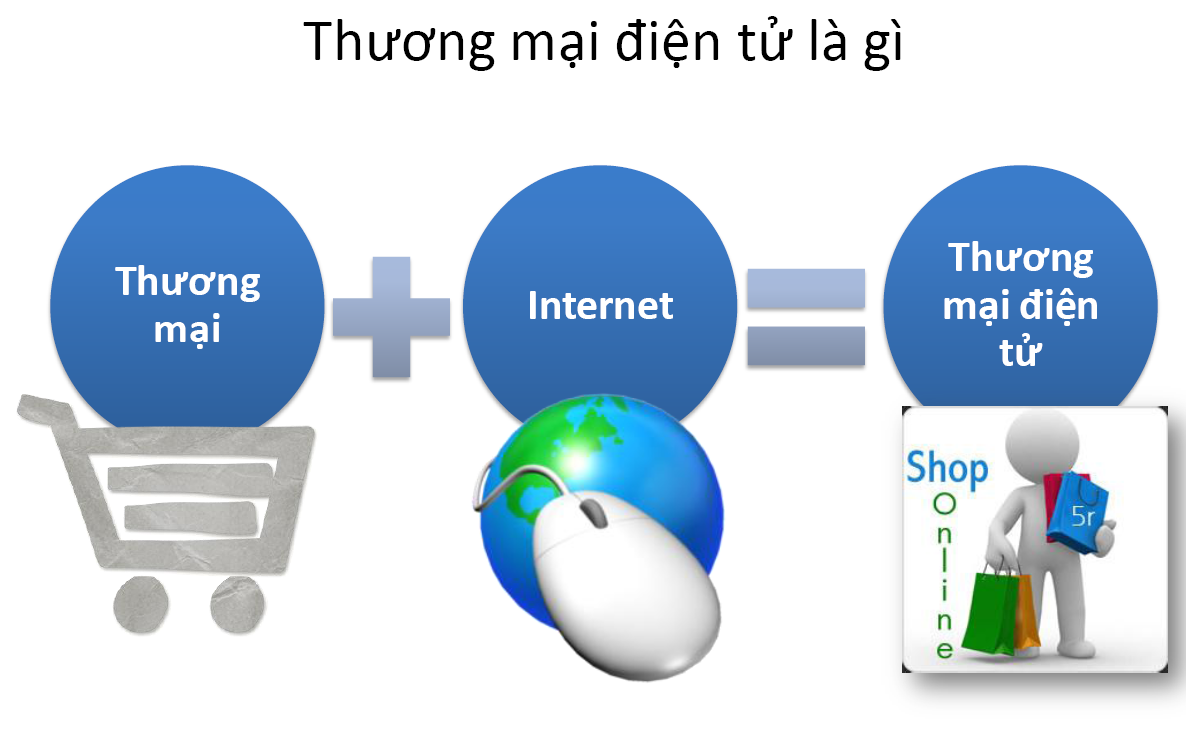 Thương mại điện tử là gì
Thương
mại
Internet
Thương
mại điện
tử
Shop
Online
5r